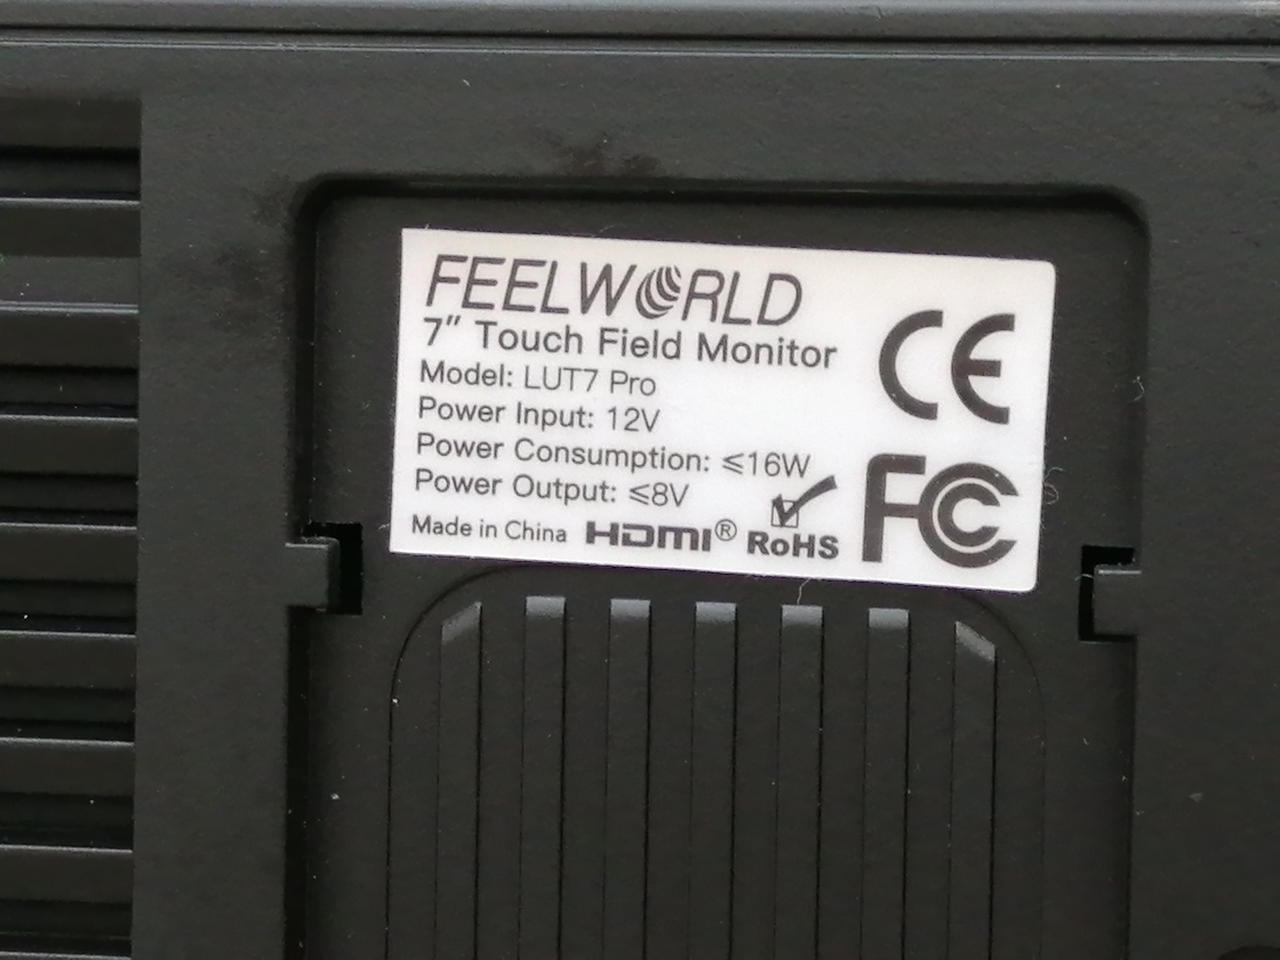 FEELWORLD
7" Touch Field Monitor
Model: LUT7 Pro
Power Input: 12V
Power Consumption: ⩽16W
Power Output: ⩽8V
Made in China HDMI® RoHS
CE
FC